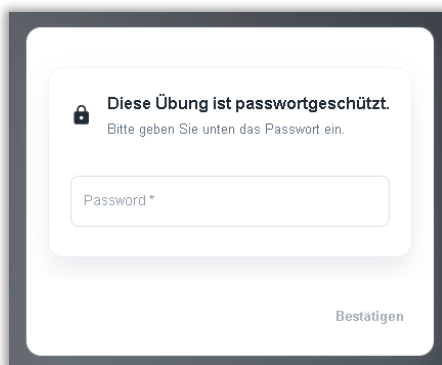 Diese Übung ist passwortgeschützt.
Bitte geben Sie unten das Passwort ein.
Password *
Bestätigen